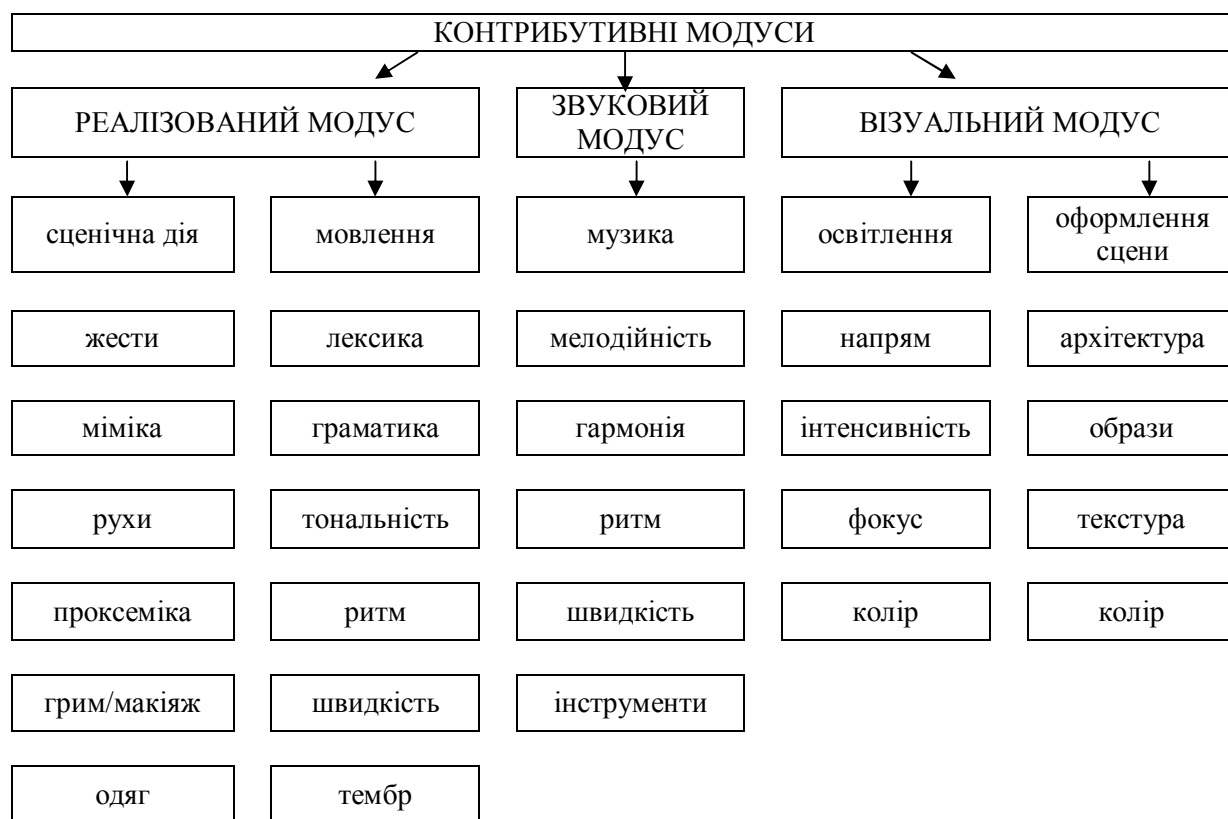 КОНТРИБУТИВНІ МОДУСИ
РЕАЛІЗОВАНИЙ МОДУС
ЗВУКОВИЙ
МОДУС
ВІЗУАЛЬНИЙ МОДУС
сценічна дія
мовлення
музика
освітлення
оформлення
сцени
жести
лексика
мелодійність
напрям
архітектура
міміка
граматика
гармонія
інтенсивність
образи
рухи
тональність
ритм
фокус
текстура
проксеміка
ритм
швидкість
колір
колір
грим/макіяж
швидкість
інструменти
одяг
тембр